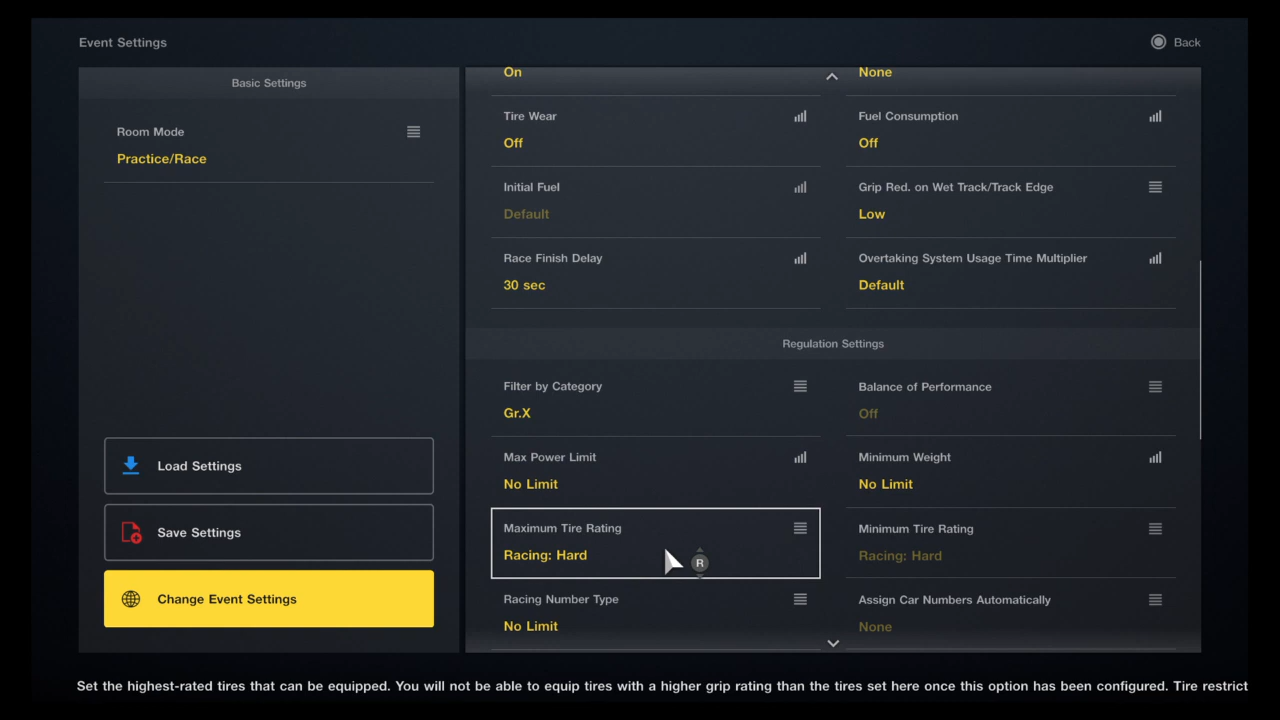 Event Settings
Back
Basic Settings
Room Mode
Practice/Race
Load Settings
Save Settings
Change Event Settings
On
None
Tire Wear
Off
Fuel Consumption
Off
Initial Fuel
Default
Grip Red. on Wet Track/Track Edge
Low
Race Finish Delay
30 sec
Overtaking System Usage Time Multiplier
Default
Regulation Settings
Filter by Category
Gr.X
Balance of Performance
Off
Max Power Limit
No Limit
Minimum Weight
No Limit
Maximum Tire Rating
Racing: Hard
R
Minimum Tire Rating
Racing: Hard
Racing Number Type
No Limit
Assign Car Numbers Automatically
None
Set the highest-rated tires that can be equipped. You will not be able to equip tires with a higher grip rating than the tires set here once this option has been configured. Tire restrict